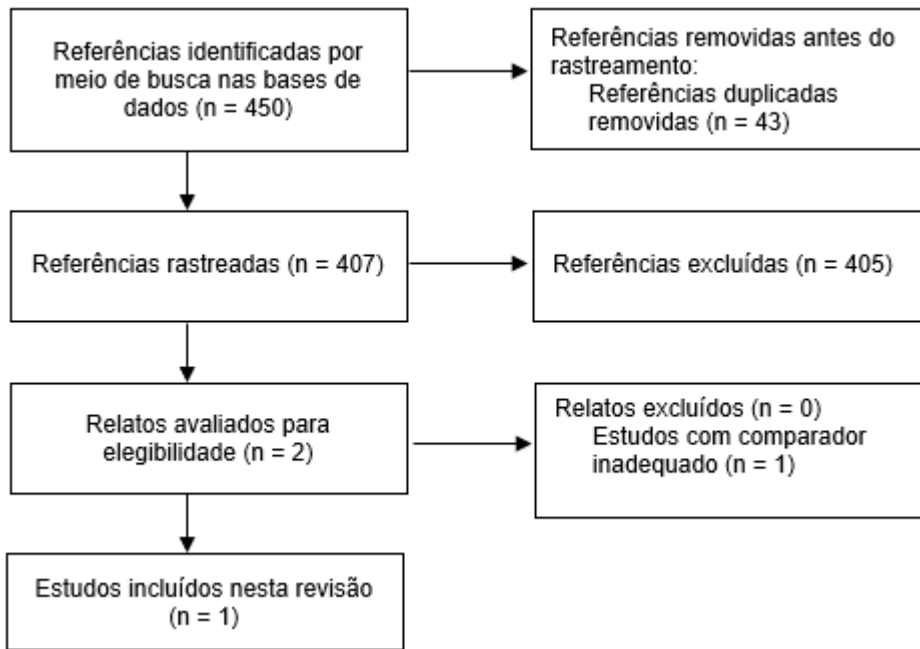 Referências identificadas por
meio de busca nas bases de
dados (n = 450)
Referências removidas antes do
rastreamento:
Referências duplicadas
removidas (n = 43)
Referências rastreadas (n = 407)
Referências excluídas (n = 405)
Relatos avaliados para
elegibilidade (n = 2)
Relatos excluídos (n = 0)
Estudos com comparador
inadequado (n = 1)
Estudos incluídos nesta revisão
(n = 1)